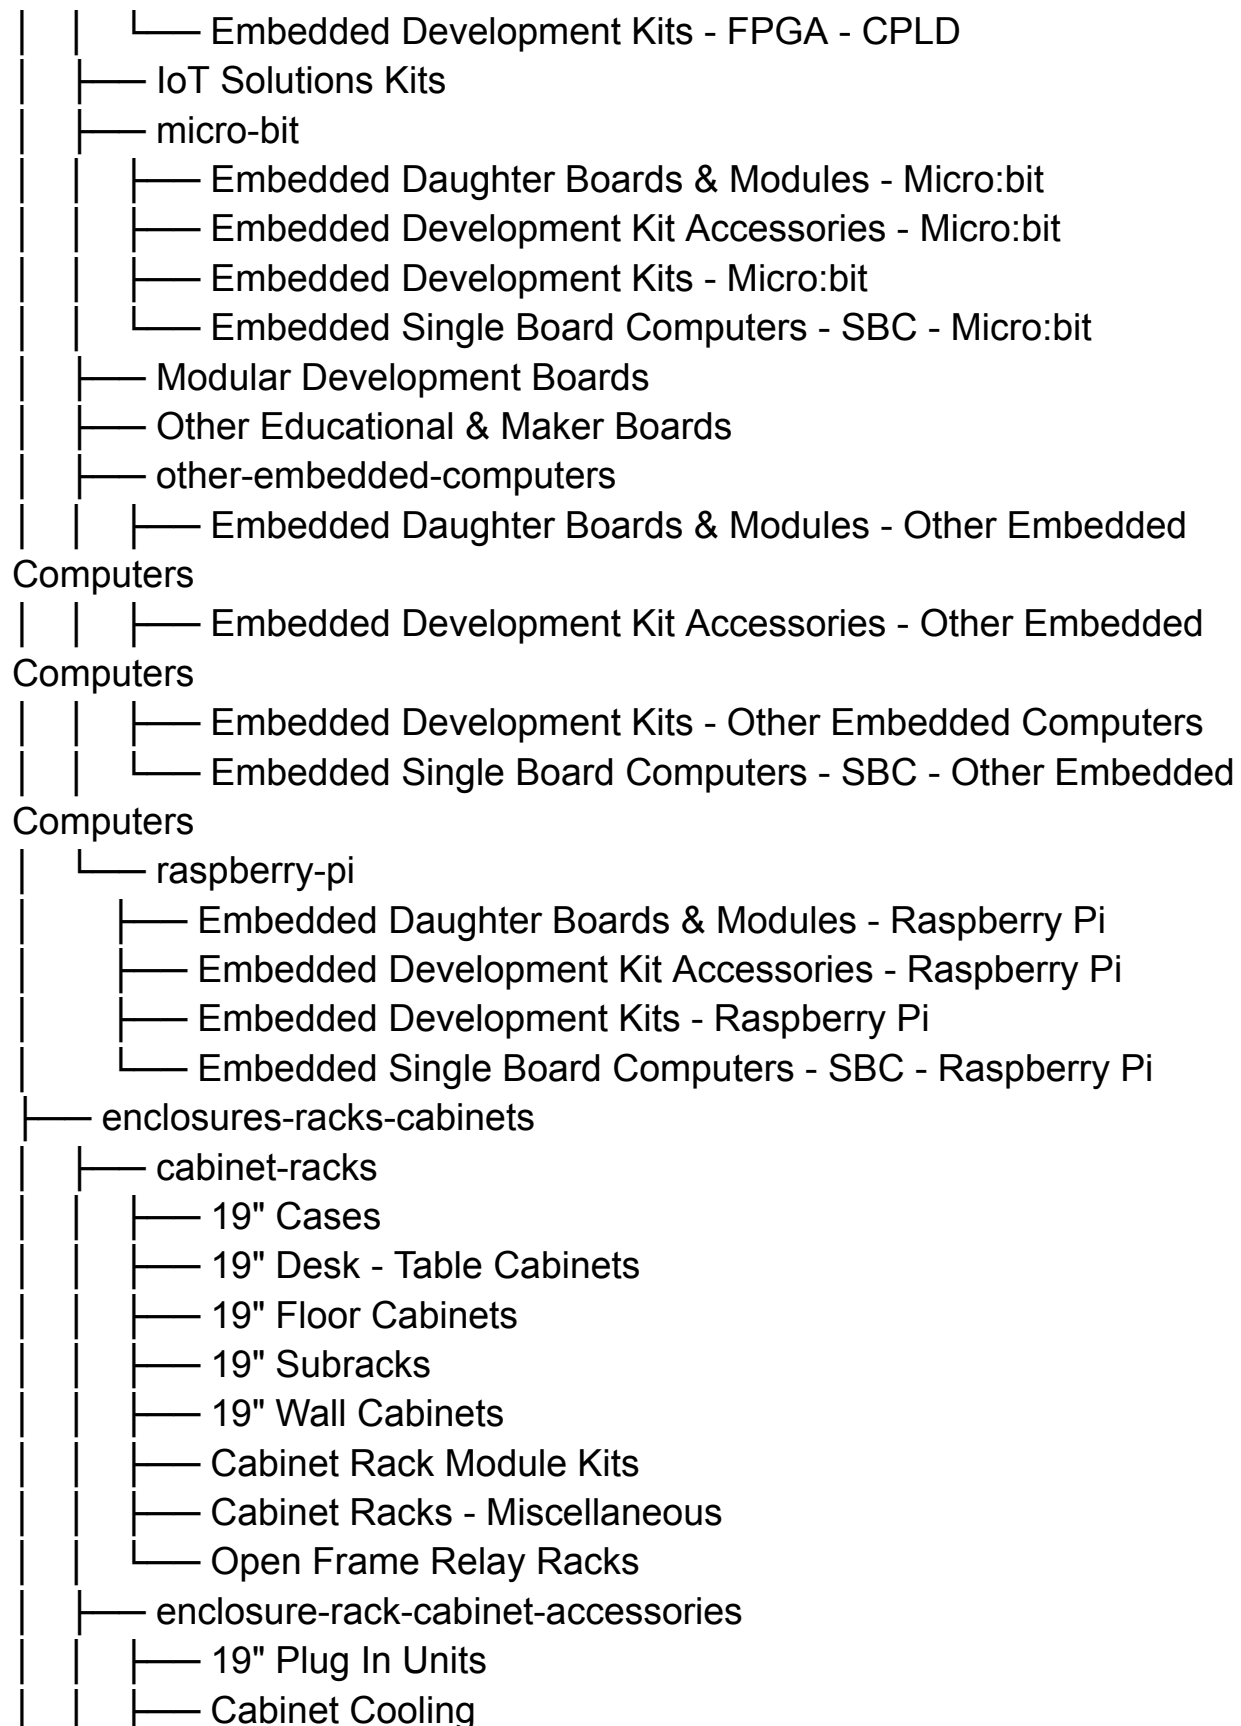 │   │   └── Embedded Development Kits - FPGA - CPLD
│   ├── IoT Solutions Kits
│   ├── micro-bit
│   │   ├── Embedded Daughter Boards & Modules - Micro:bit
│   │   ├── Embedded Development Kit Accessories - Micro:bit
│   │   ├── Embedded Development Kits - Micro:bit
│   │   └── Embedded Single Board Computers - SBC - Micro:bit
│   ├── Modular Development Boards
│   ├── Other Educational & Maker Boards
│   ├── other-embedded-computers
│   │   ├── Embedded Daughter Boards & Modules - Other Embedded
Computers
│   │   ├── Embedded Development Kit Accessories - Other Embedded
Computers
│   │   ├── Embedded Development Kits - Other Embedded Computers
│   │   └── Embedded Single Board Computers - SBC - Other Embedded
Computers
│   └── raspberry-pi
│       ├── Embedded Daughter Boards & Modules - Raspberry Pi
│       ├── Embedded Development Kit Accessories - Raspberry Pi
│       ├── Embedded Development Kits - Raspberry Pi
│       └── Embedded Single Board Computers - SBC - Raspberry Pi
├── enclosures-racks-cabinets
│   ├── cabinet-racks
│   │   ├── 19" Cases
│   │   ├── 19" Desk - Table Cabinets
│   │   ├── 19" Floor Cabinets
│   │   ├── 19" Subracks
│   │   ├── 19" Wall Cabinets
│   │   ├── Cabinet Rack Module Kits
│   │   ├── Cabinet Racks - Miscellaneous
│   │   └── Open Frame Relay Racks
│   ├── enclosure-rack-cabinet-accessories
│   │   ├── 19" Plug In Units
│   │   ├── Cabinet Cooling